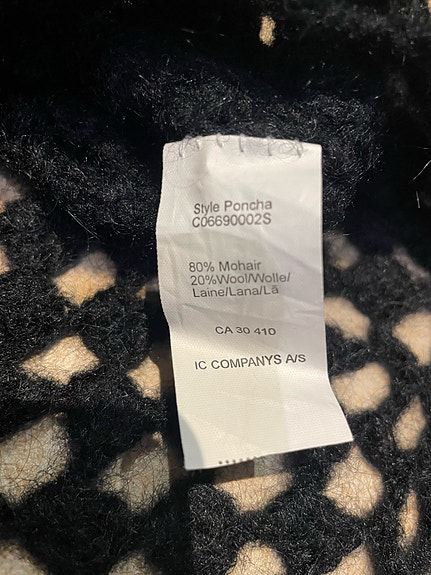 Style Poncha
C06690002S
80% Mohair
20%Wool/Wolle/
Laine/Lana/Lã
CA 30 410
IC COMPANYS A/S